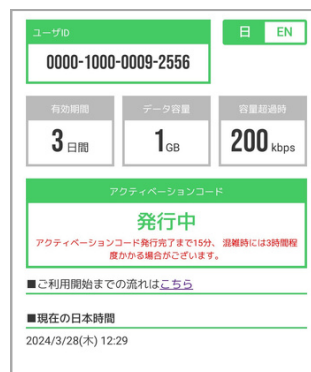 ユーザID
日 EN
0000-1000-0009-2556
有効期間 データ容量 容量超過時
3日間 1GB 200 kbps
アクティベーションコード
発行中
アクティベーションコード発行完了まで15分、 混雑時には3時間程
度かかる場合がございます。
■ご利用開始までの流れはこちら
■現在の日本時間
2024/3/28(木) 12:29